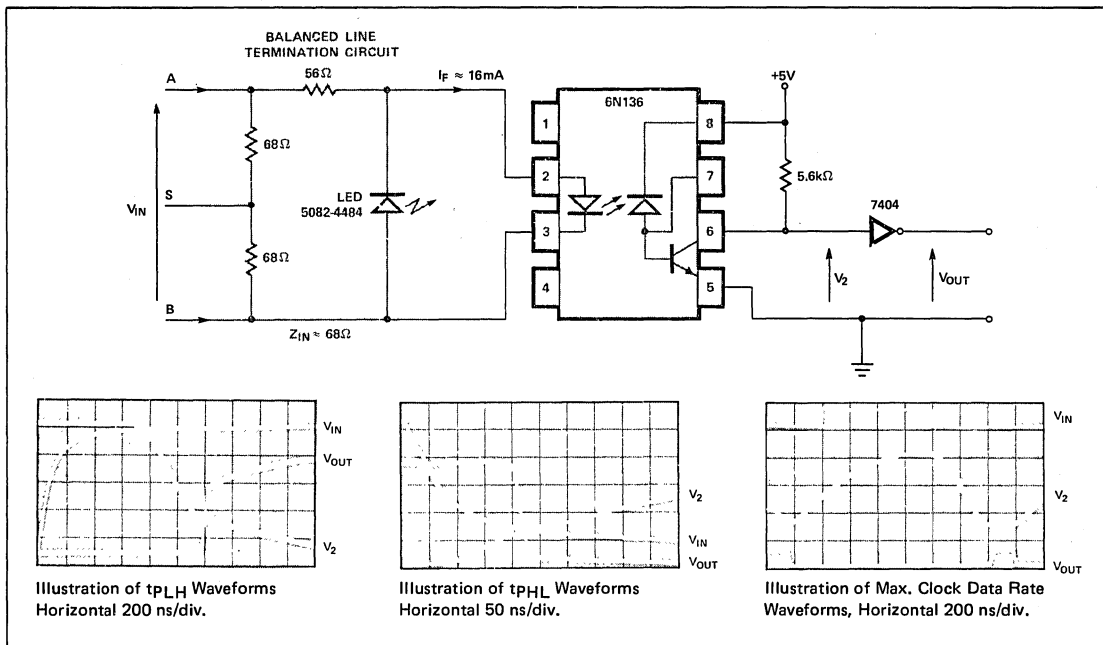 BALANCED LINE
TERMINATION CIRCUIT
A
56Ω
IF ≈ 16mA
6N136
+5V
1
8
68Ω
2
7
5.6kΩ
S
VIN
LED
5082-4484
7404
3
6
68Ω
4
5
V2
VOUT
B
ZIN ≈ 68Ω
VIN
VOUT
V2
Illustration of tPLH Waveforms
Horizontal 200 ns/div.
V2
VIN
VOUT
Illustration of tPHL Waveforms
Horizontal 50 ns/div.
VIN
V2
VOUT
Illustration of Max. Clock Data Rate
Waveforms, Horizontal 200 ns/div.